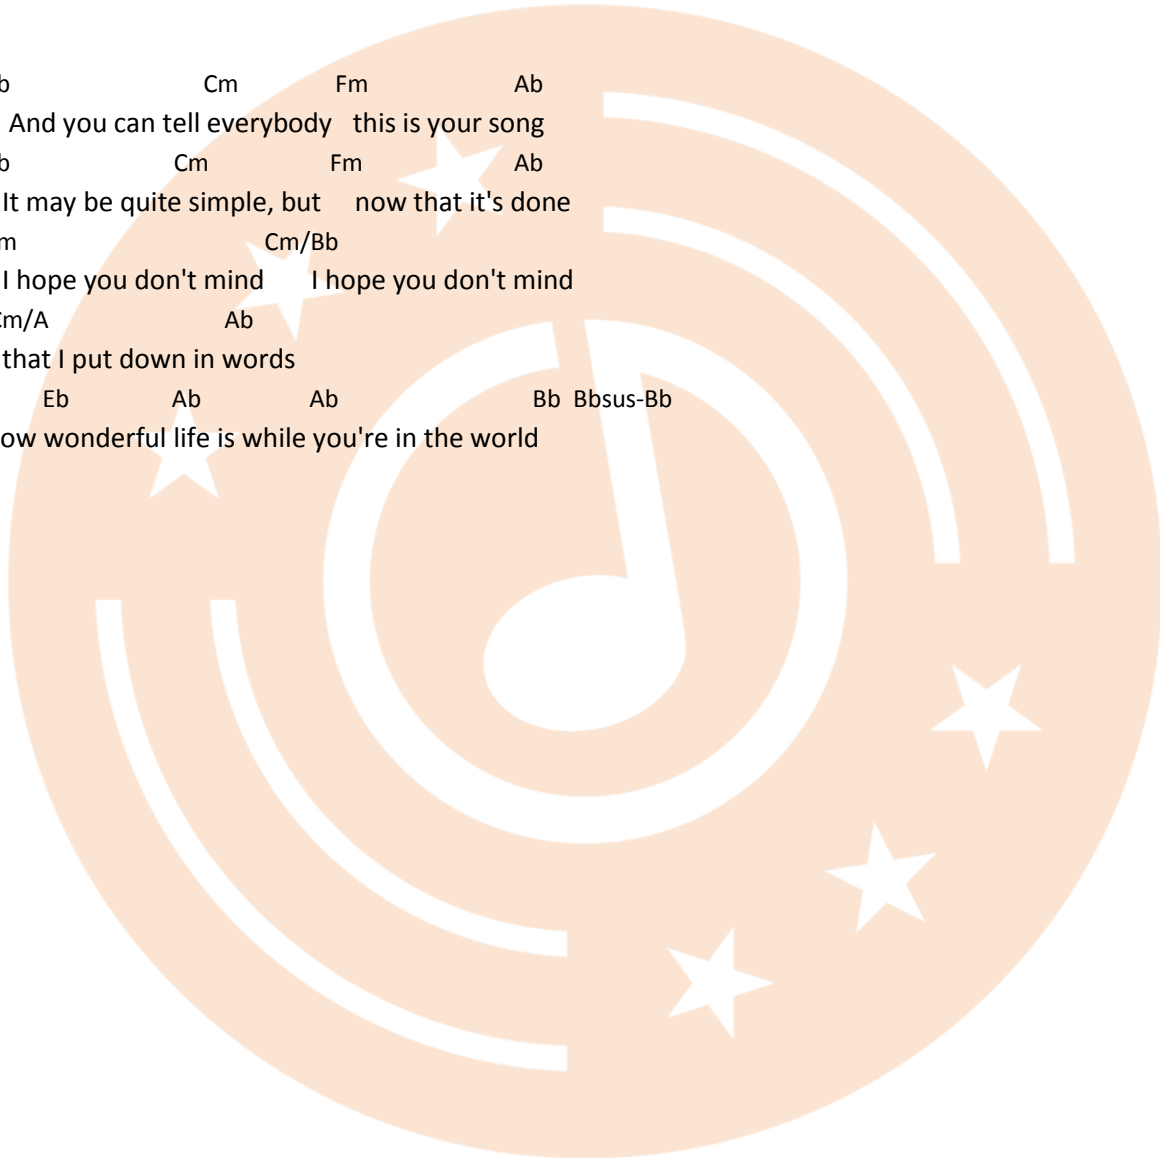 b Cm Fm Ab
And you can tell everybody this is your song
b Cm Fm Ab
It may be quite simple, but now that it's done
m Cm/Bb
I hope you don't mind I hope you don't mind
Cm/A Ab
that I put down in words
Eb Ab Ab Bb Bbsus-Bb
ow wonderful life is while you're in the world